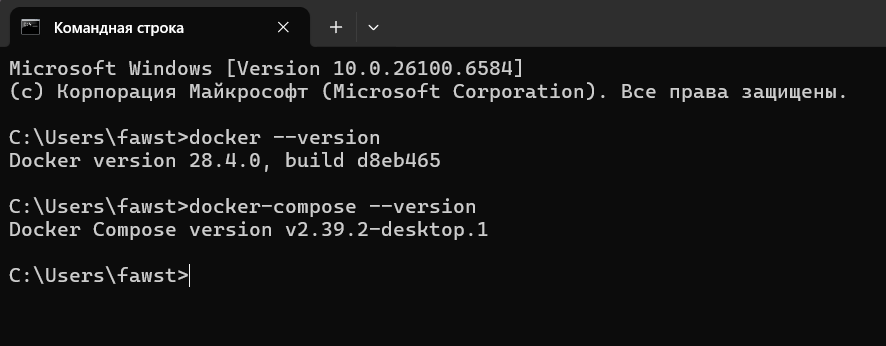 Командная строка
Microsoft Windows [Version 10.0.26100.6584]
(c) Корпорация Майкрософт (Microsoft Corporation). Все права защищены.
C:\Users\fawst>docker --version
Docker version 28.4.0, build d8eb465
C:\Users\fawst>docker-compose --version
Docker Compose version v2.39.2-desktop.1
C:\Users\fawst>